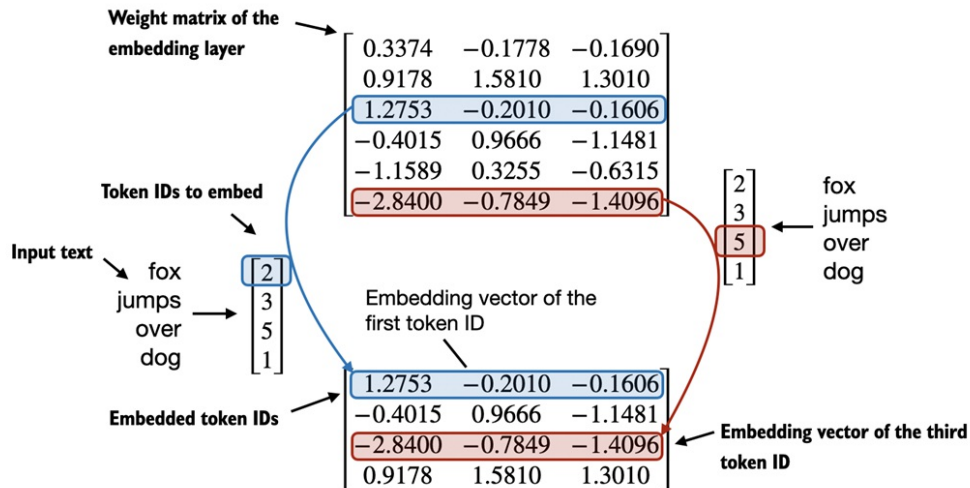 Weight matrix of the
embedding layer
0.3374 −0.1778 −0.1690
0.9178 1.5810 1.3010
1.2753 −0.2010 −0.1606
−0.4015 0.9666 −1.1481
−1.1589 0.3255 −0.6315
−2.8400 −0.7849 −1.4096
Token IDs to embed
Input text
fox 2
jumps 3
over 5
dog 1
2 fox
3 jumps
5 over
1 dog
Embedding vector of the
first token ID
Embedded token IDs
1.2753 −0.2010 −0.1606
−0.4015 0.9666 −1.1481
−2.8400 −0.7849 −1.4096
0.9178 1.5810 1.3010
Embedding vector of the third
token ID